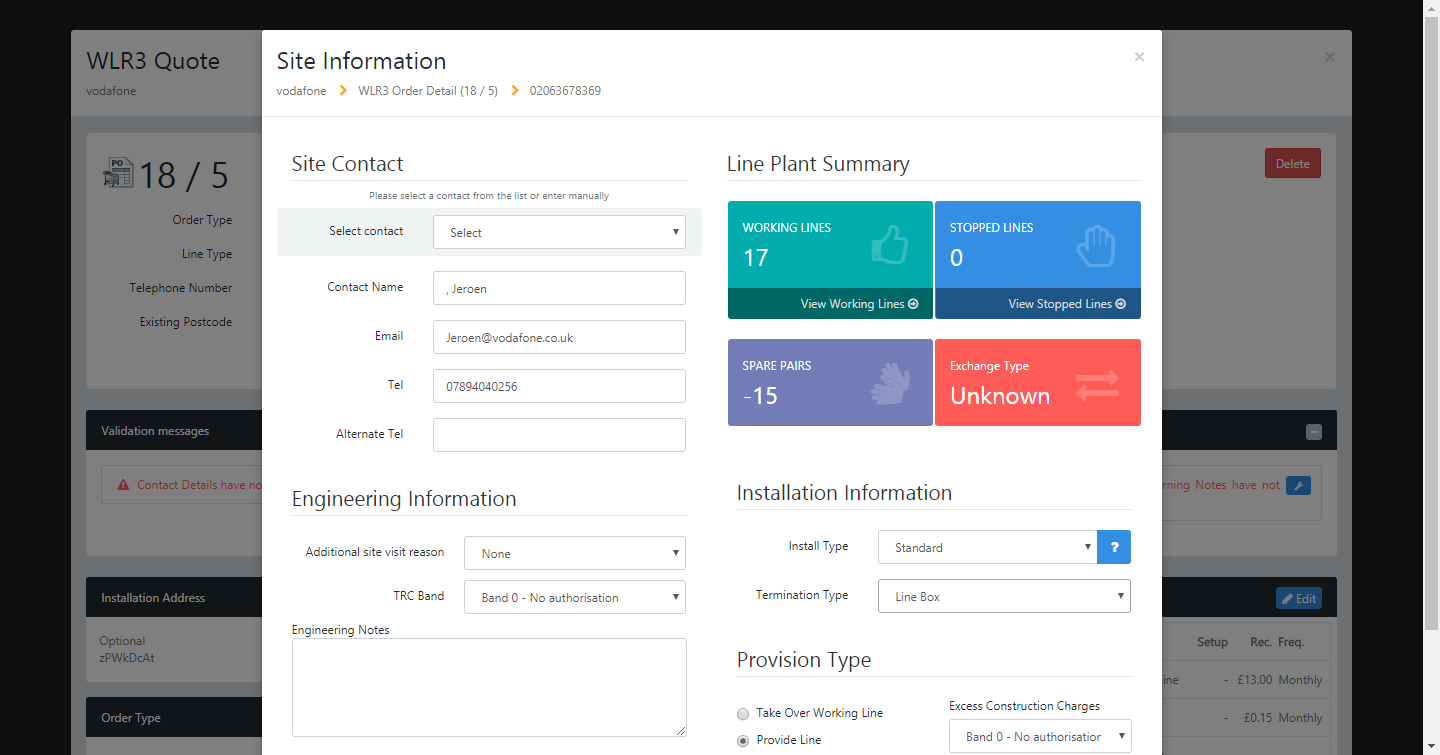 WLR3 Quote
vodafone
×
PO
18 / 5
Order Type
Line Type
Telephone Number
Existing Postcode
Delete
Validation messages
Contact Details have no
rning Notes have not
Installation Address
Edit
Optional
zPWkDcAt
Setup Rec. Freq.
ine - £13.00 Monthly
- £0.15 Monthly
Order Type
Site Information
×
vodafone WLR3 Order Detail (18 / 5) 02063678369
Site Contact
Please select a contact from the list or enter manually
Select contact Select
Contact Name , Jeroen
Email Jeroen@vodafone.co.uk
Tel 07894040256
Alternate Tel
Line Plant Summary
WORKING LINES
17
View Working Lines
STOPPED LINES
0
View Stopped Lines
SPARE PAIRS
-15
Exchange Type
Unknown
Engineering Information
Additional site visit reason None
TRC Band Band 0 - No authorisation
Engineering Notes
Installation Information
Install Type Standard ?
Termination Type Line Box
Provision Type
Take Over Working Line
Provide Line
Excess Construction Charges
Band 0 - No authorisation